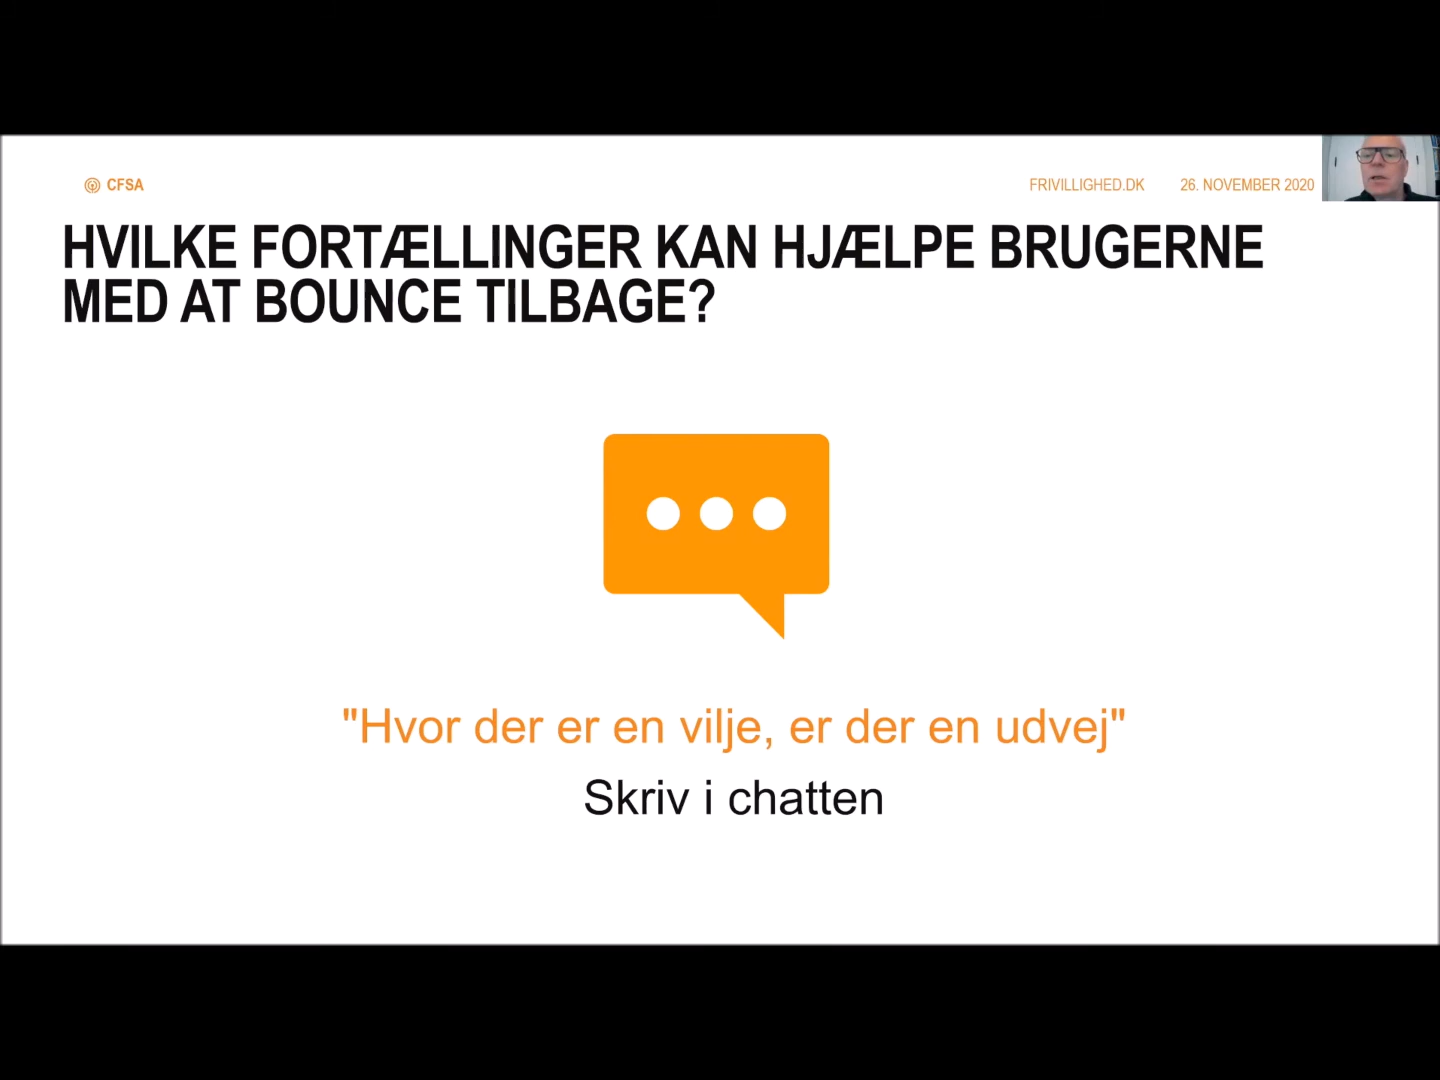 CFSA
FRIVILLIGHED.DK 26. NOVEMBER 2020
HVILKE FORTÆLLINGER KAN HJÆLPE BRUGERNE
MED AT BOUNCE TILBAGE?
"Hvor der er en vilje, er der en udvej"
Skriv i chatten